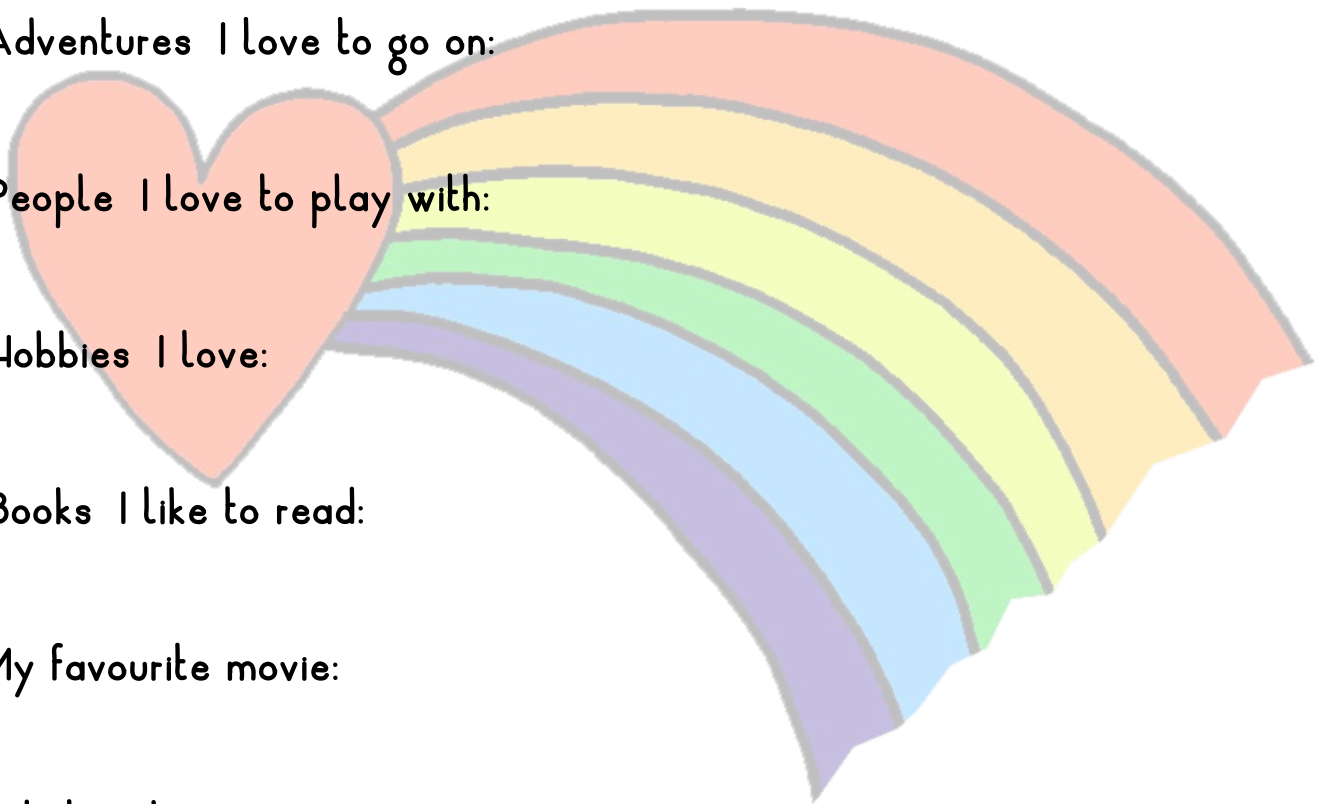 Adventures I love to go on:
People I love to play with:
Hobbies I love:
Books I like to read:
My favourite movie: